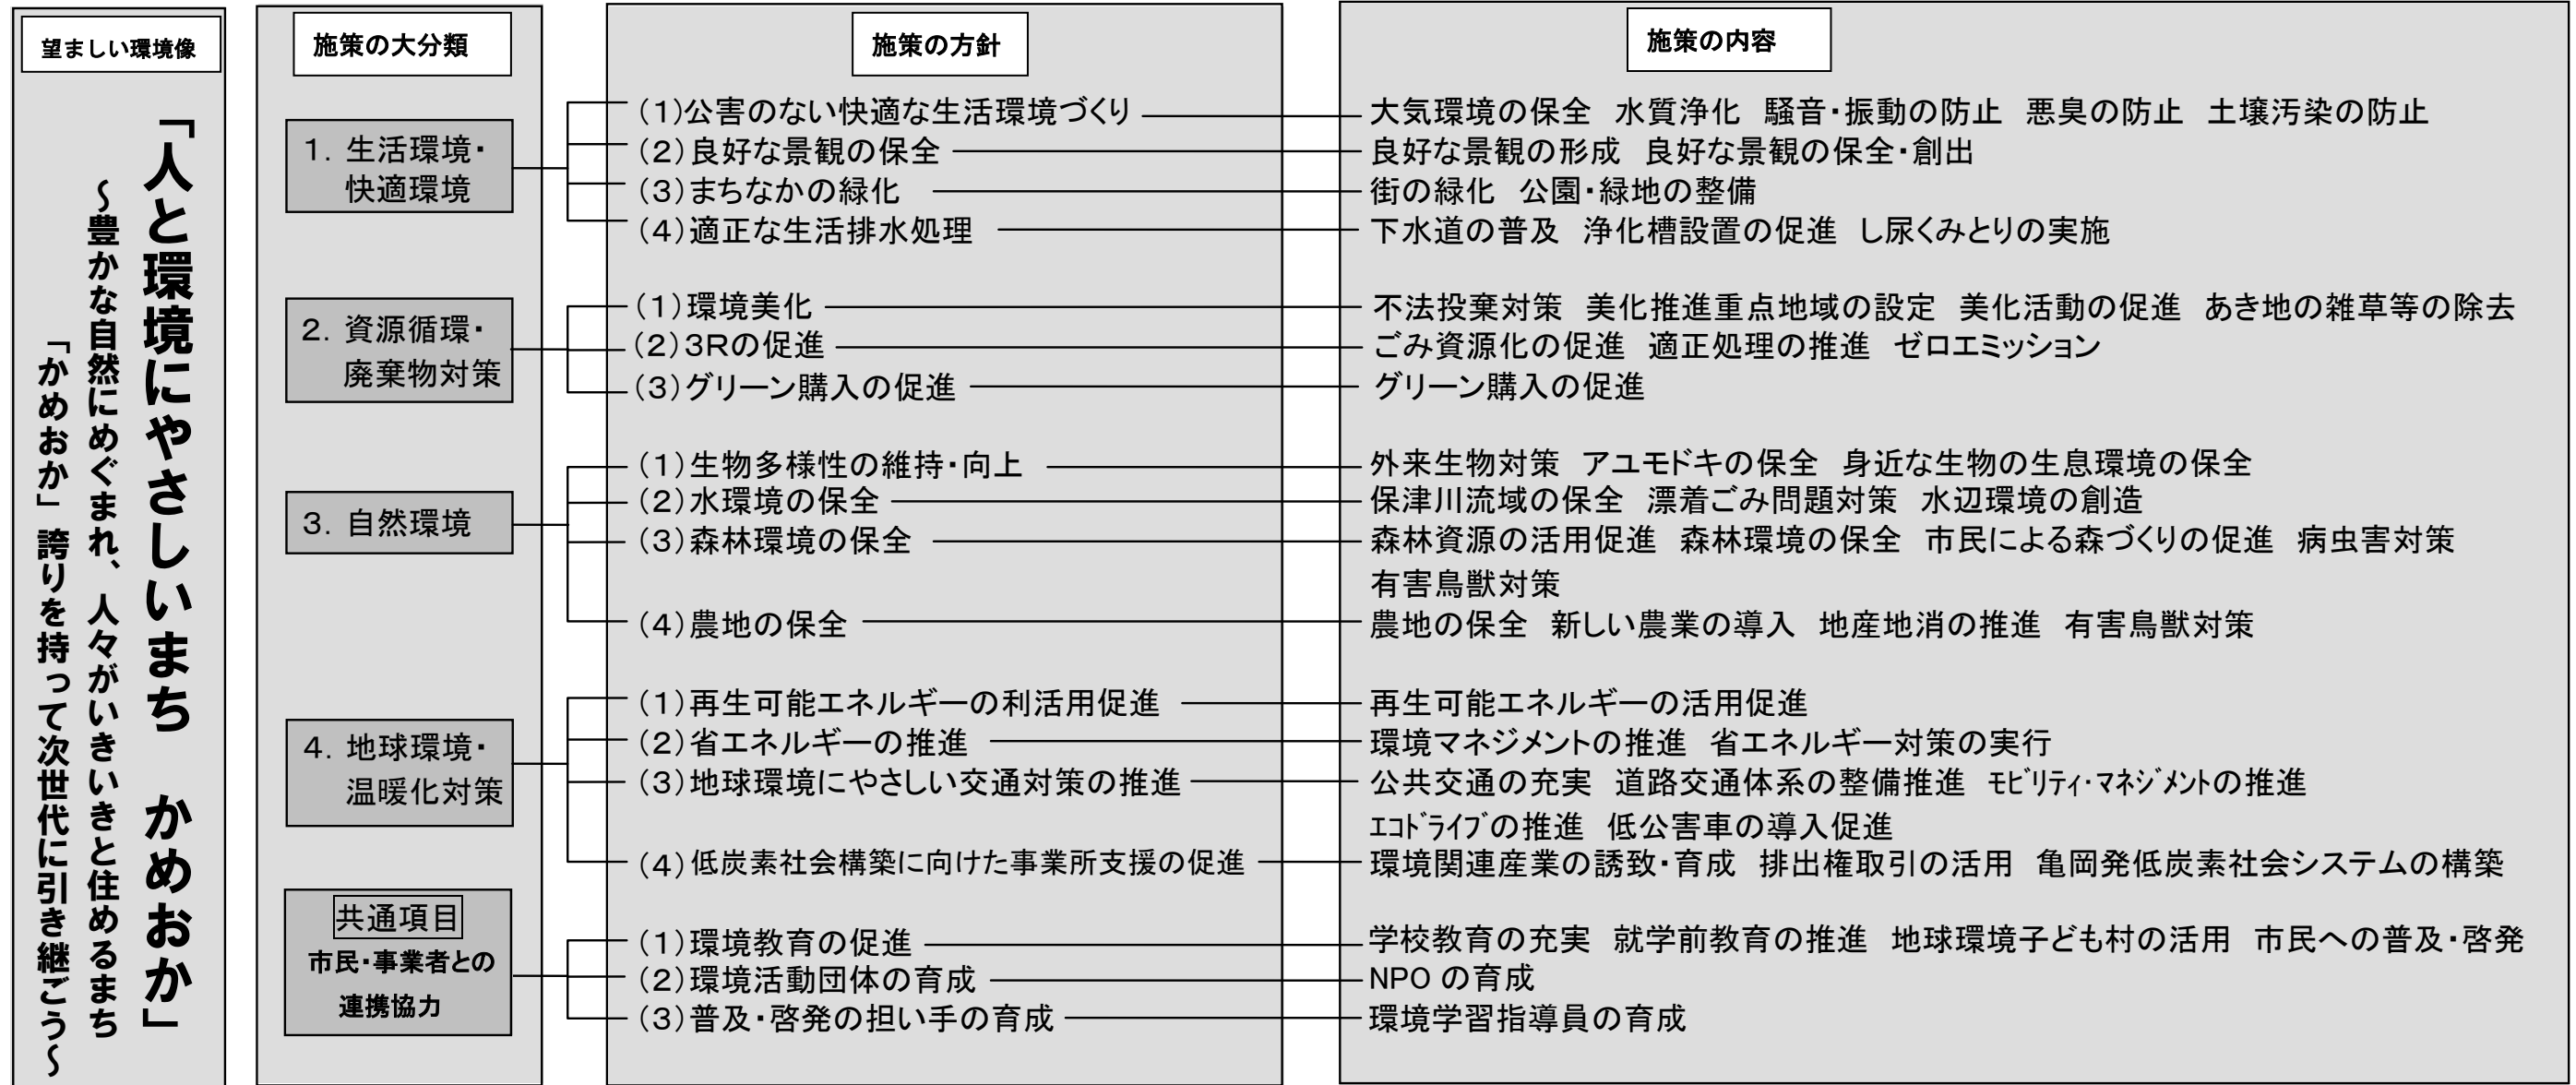 望ましい環境像
「人と環境にやさしいまち　かめおか」
～豊かな自然にめぐまれ、人々がいきいきと住めるまち
「かめおか」誇りを持って次世代に引き継ごう～
施策の大分類
施策の方針
施策の内容
1．生活環境・
快適環境
(1)公害のない快適な生活環境づくり
大気環境の保全　水質浄化　騒音・振動の防止　悪臭の防止　土壌汚染の防止
(2)良好な景観の保全
良好な景観の形成　良好な景観の保全・創出
(3)まちなかの緑化
街の緑化　公園・緑地の整備
(4)適正な生活排水処理
下水道の普及　浄化槽設置の促進　し尿くみとりの実施
2．資源循環・
廃棄物対策
(1)環境美化
不法投棄対策　美化推進重点地域の設定　美化活動の促進　あき地の雑草等の除去
(2)3Rの促進
ごみ資源化の促進　適正処理の推進　ゼロエミッション
(3)グリーン購入の促進
グリーン購入の促進
3．自然環境
(1)生物多様性の維持・向上
外来生物対策　アユモドキの保全　身近な生物の生息環境の保全
(2)水環境の保全
保津川流域の保全　漂着ごみ問題対策　水辺環境の創造
(3)森林環境の保全
森林資源の活用促進　森林環境の保全　市民による森づくりの促進　病虫害対策
有害鳥獣対策
(4)農地の保全
農地の保全　新しい農業の導入　地産地消の推進　有害鳥獣対策
4．地球環境・
温暖化対策
(1)再生可能エネルギーの利活用促進
再生可能エネルギーの活用促進
(2)省エネルギーの推進
環境マネジメントの推進　省エネルギー対策の実行
(3)地球環境にやさしい交通対策の推進
公共交通の充実　道路交通体系の整備推進　ﾓﾋﾞﾘﾃｨ･ﾏﾈｼﾞﾒﾝﾄの推進
ｴｺﾄﾞﾗｲﾌﾞの推進　低公害車の導入促進
(4)低炭素社会構築に向けた事業所支援の促進
環境関連産業の誘致・育成　排出権取引の活用　亀岡発低炭素社会システムの構築
共通項目
市民・事業者との
連携協力
(1)環境教育の促進
学校教育の充実　就学前教育の推進　地球環境子ども村の活用　市民への普及・啓発
(2)環境活動団体の育成
NPO の育成
(3)普及・啓発の担い手の育成
環境学習指導員の育成